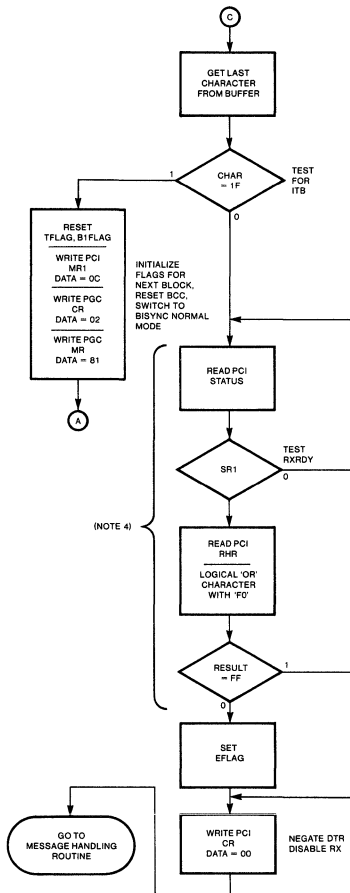 C
GET LAST
CHARACTER
FROM BUFFER
CHAR
= 1F
1
0
TEST
FOR
ITB
RESET
TFLAG, B1FLAG
WRITE PCI
MR1
DATA = 0C
WRITE PGC
CR
DATA = 02
WRITE PGC
MR
DATA = 81
INITIALIZE
FLAGS FOR
NEXT BLOCK,
RESET BCC,
SWITCH TO
BISYNC NORMAL
MODE
A
READ PCI
STATUS
SR1
TEST
RXRDY
0
(NOTE 4)
READ PCI
RHR
LOGICAL 'OR'
CHARACTER
WITH 'F0'
RESULT
= FF
1
0
SET
EFLAG
GO TO
MESSAGE HANDLING
ROUTINE
WRITE PCI
CR
DATA = 00
NEGATE DTR
DISABLE RX